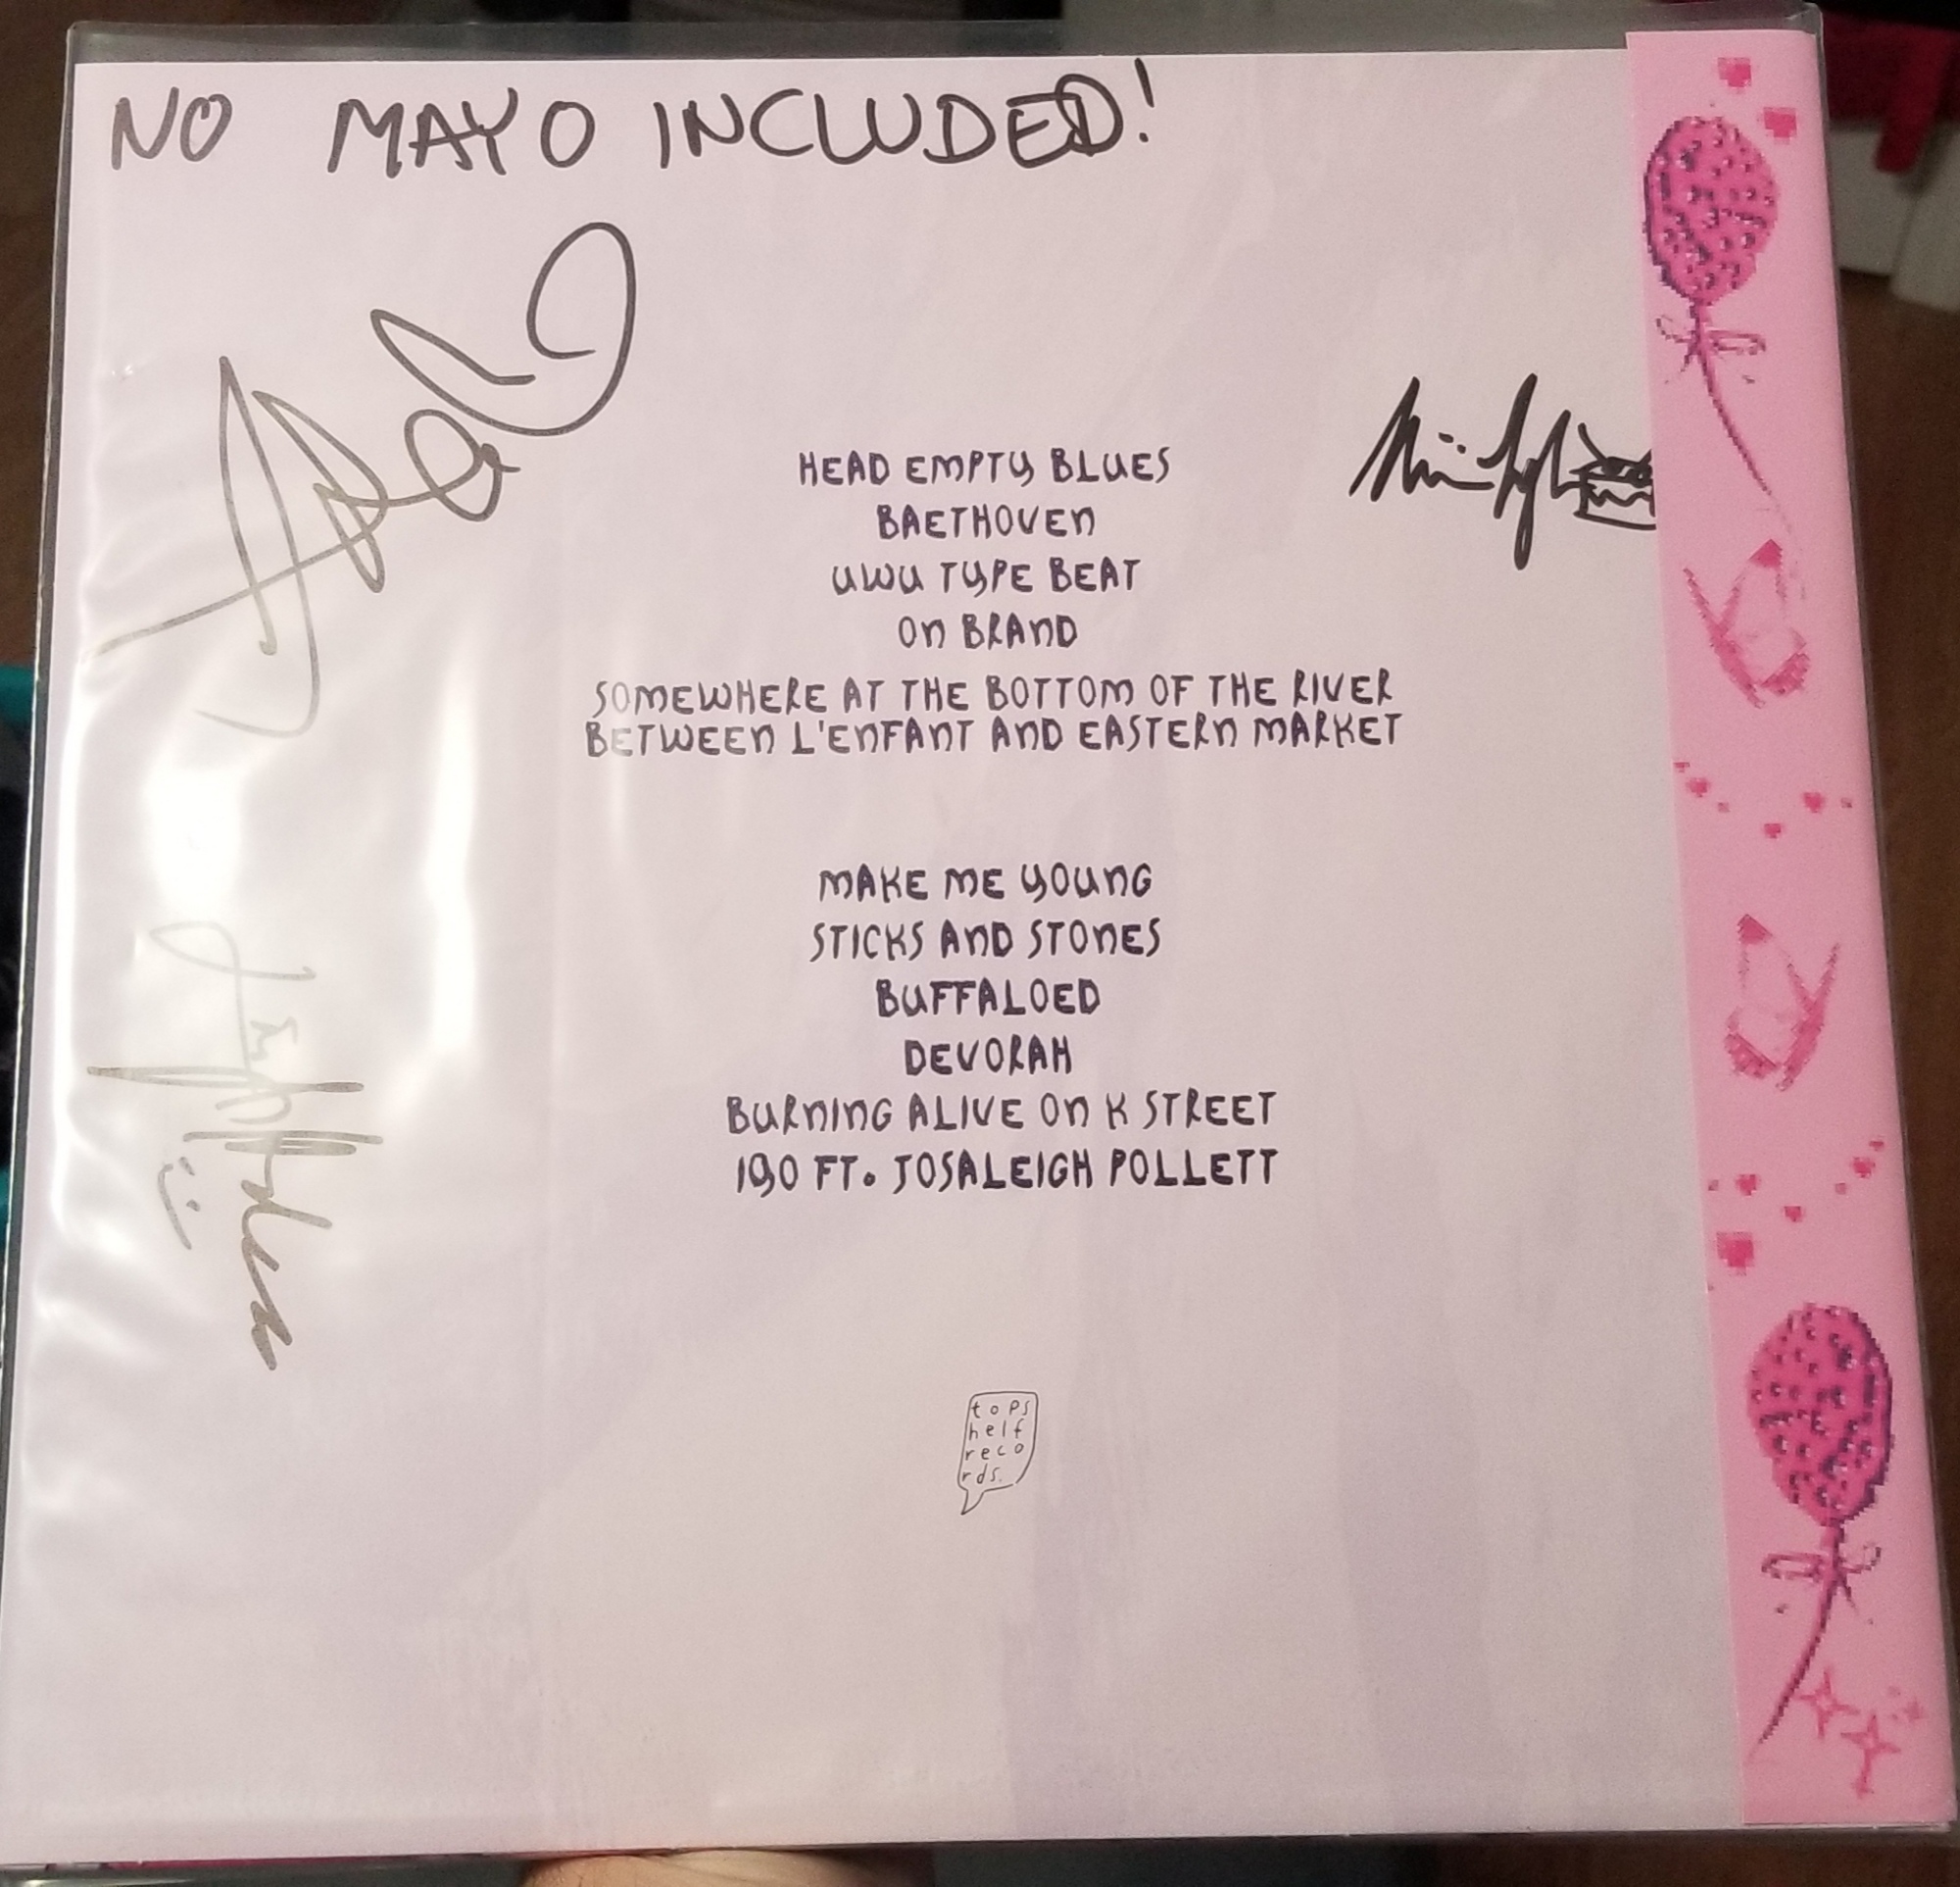 NO MAYO INCLUDED!
HEAD EMPTY BLUES
BAETHOVEN
UWU TYPE BEAT
ON BRAND
SOMEWHERE AT THE BOTTOM OF THE RIVER
BETWEEN L'ENFANT AND EASTERN MARKET
MAKE ME YOUNG
STICKS AND STONES
BUFFALOED
DEVORAH
BURNING ALIVE ON K STREET
190 FT. JOSALEIGH POLLETT
tops
helf
reco
rds.